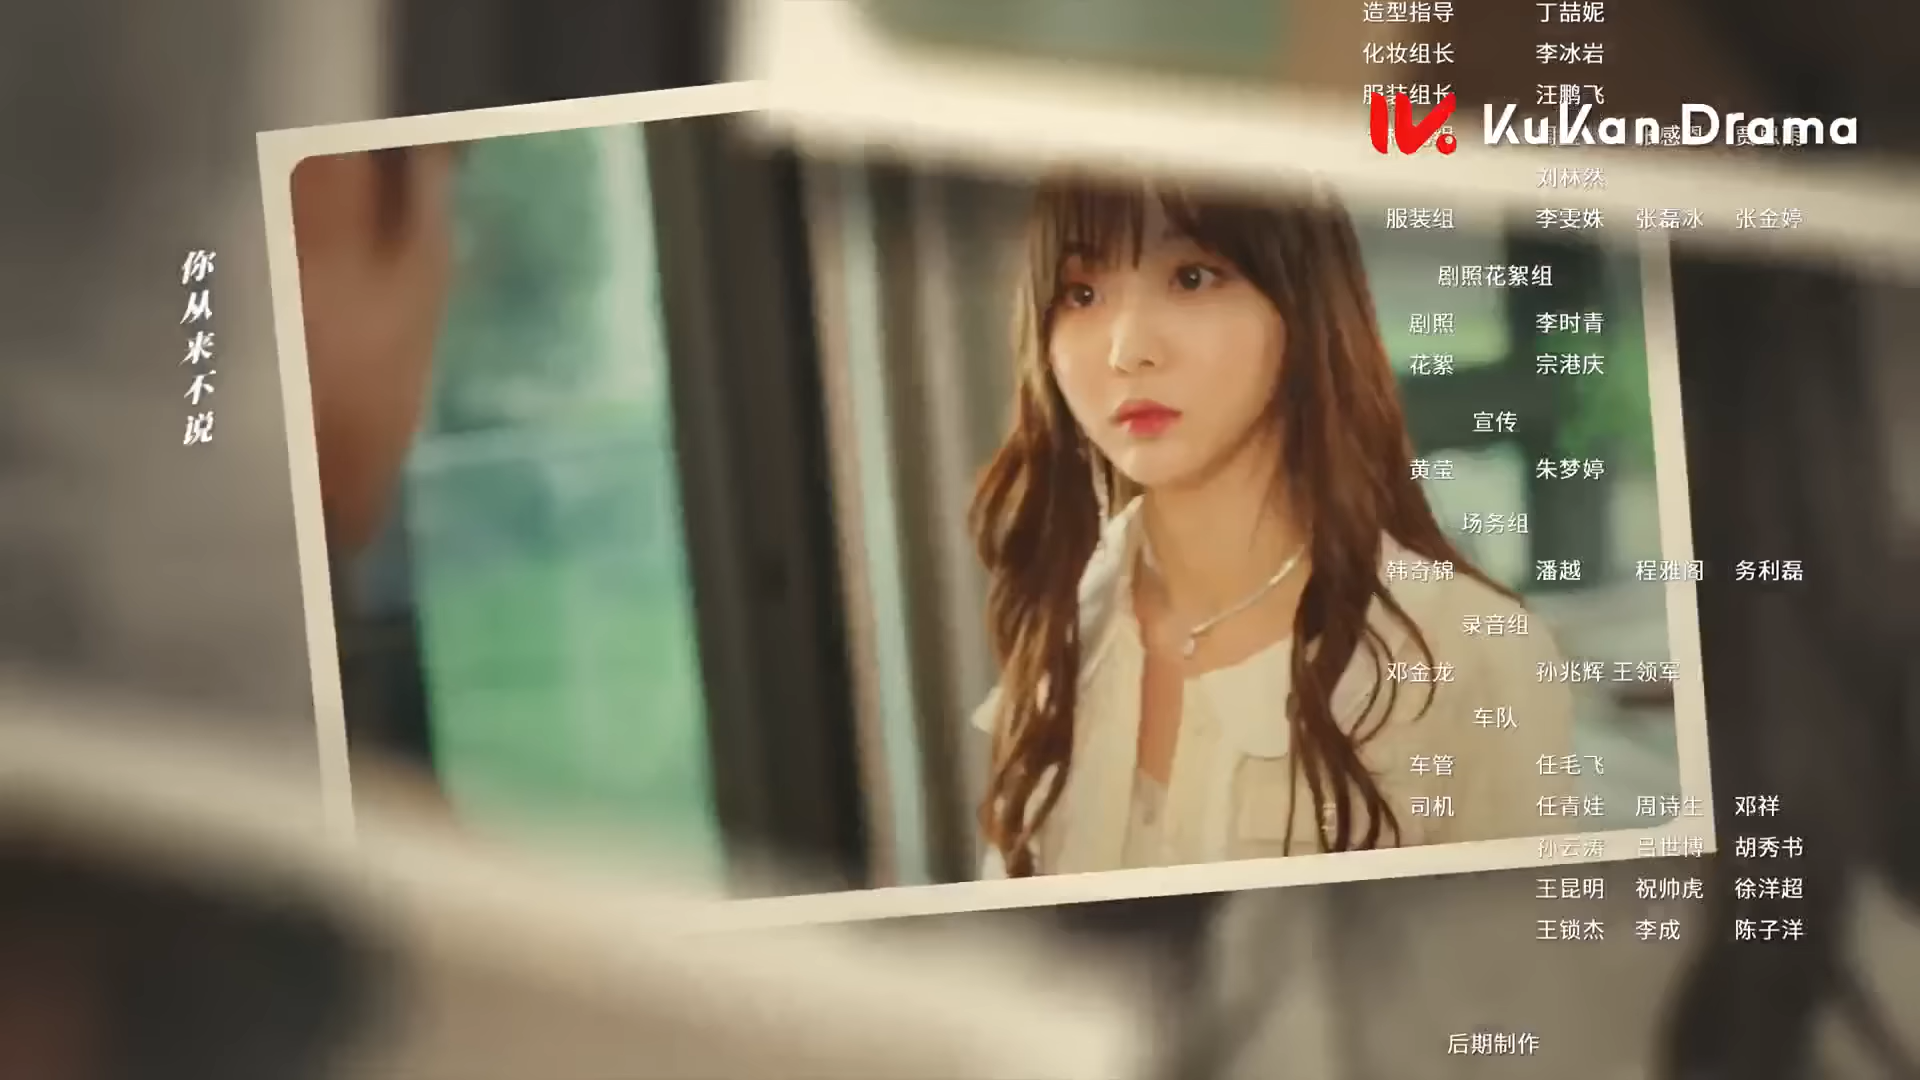 你从来不说
造型指导 丁喆妮
化妆组长 李冰岩
服装组长 汪鹏飞
KuKan Drama
刘林然
服装组 李雯姝 张磊冰 张金婷
剧照花絮组
剧照 李时青
花絮 宗港庆
宣传
黄莹 朱梦婷
场务组
韩奇锦 潘越 程雅阁 务利磊
录音组
邓金龙 孙兆辉 王领军
车队
车管 任毛飞
司机 任青娃 周诗生 邓祥
孙云涛 吕世博 胡秀书
王昆明 祝帅虎 徐洋超
王锁杰 李成 陈子洋
后期制作